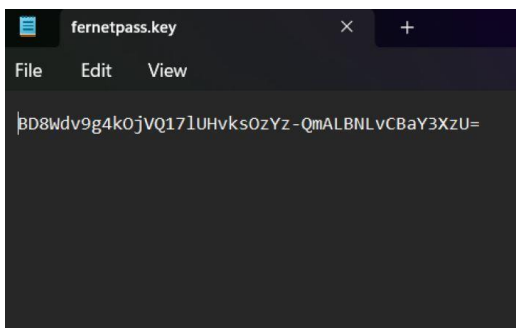 fernetpass.key
File Edit View
BD8Wdv9g4kOjVQ17lUHvksOzYz-QmALBNLvCBaY3XzU=